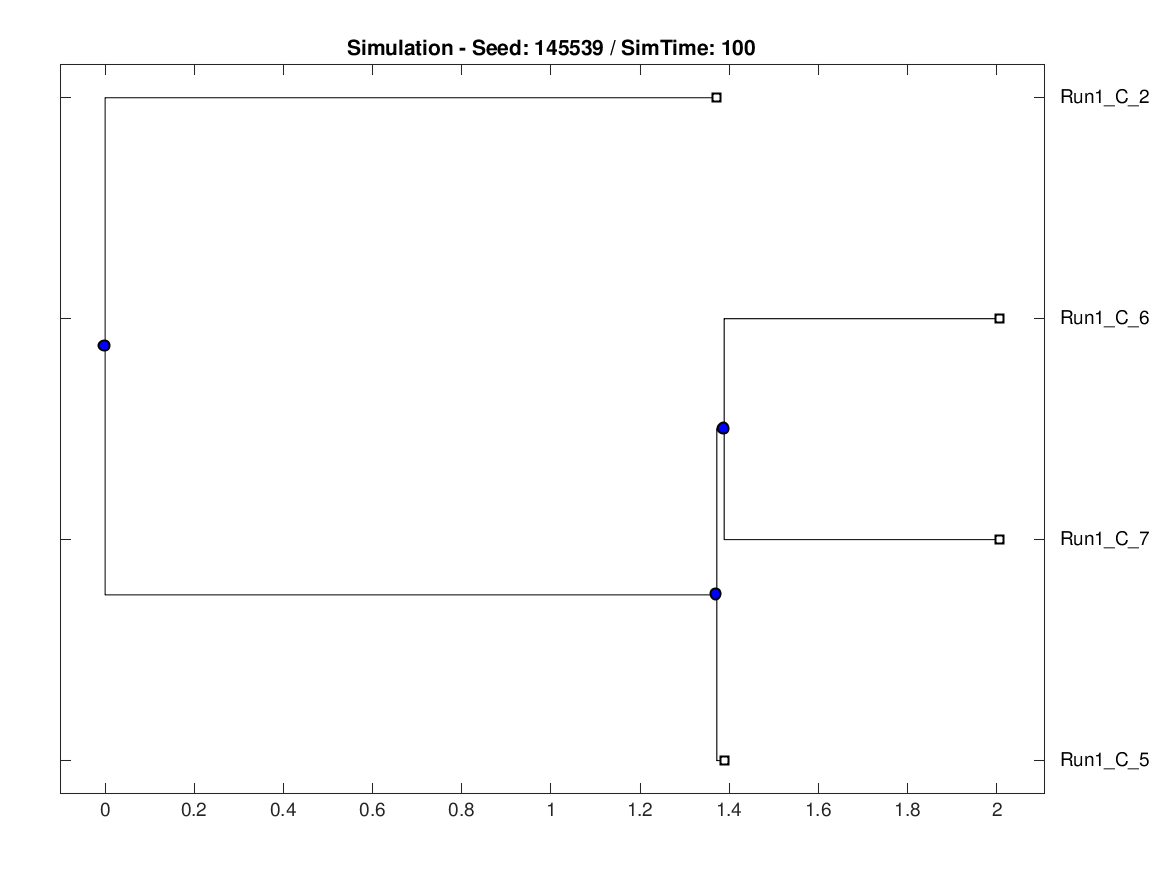 Simulation - Seed: 145539 / SimTime: 100
Run1_C_2
Run1_C_6
Run1_C_7
Run1_C_5
0 0.2 0.4 0.6 0.8 1 1.2 1.4 1.6 1.8 2